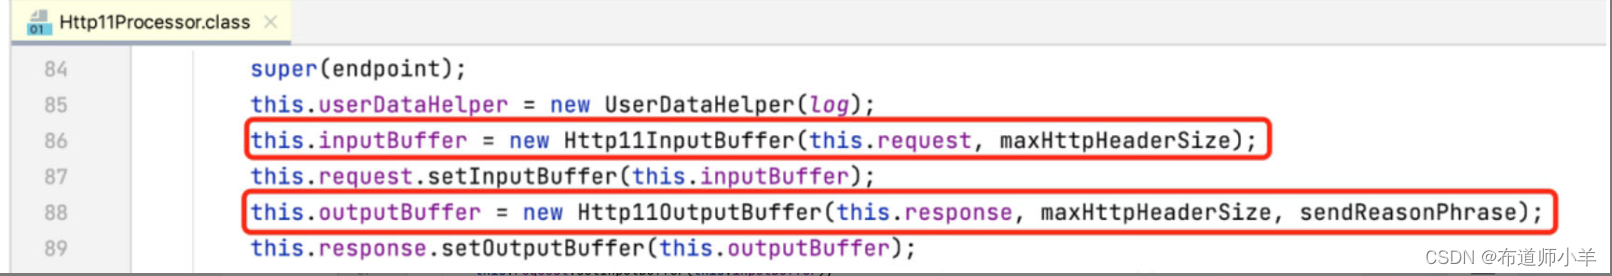 01 Http11Processor.class ×
84 super(endpoint);
85 this.userDataHelper = new UserDataHelper(log);
86 this.inputBuffer = new Http11InputBuffer(this.request, maxHttpHeaderSize);
87 this.request.setInputBuffer(this.inputBuffer);
88 this.outputBuffer = new Http11OutputBuffer(this.response, maxHttpHeaderSize, sendReasonPhrase);
89 this.response.setOutputBuffer(this.outputBuffer);
CSDN @布道师小羊